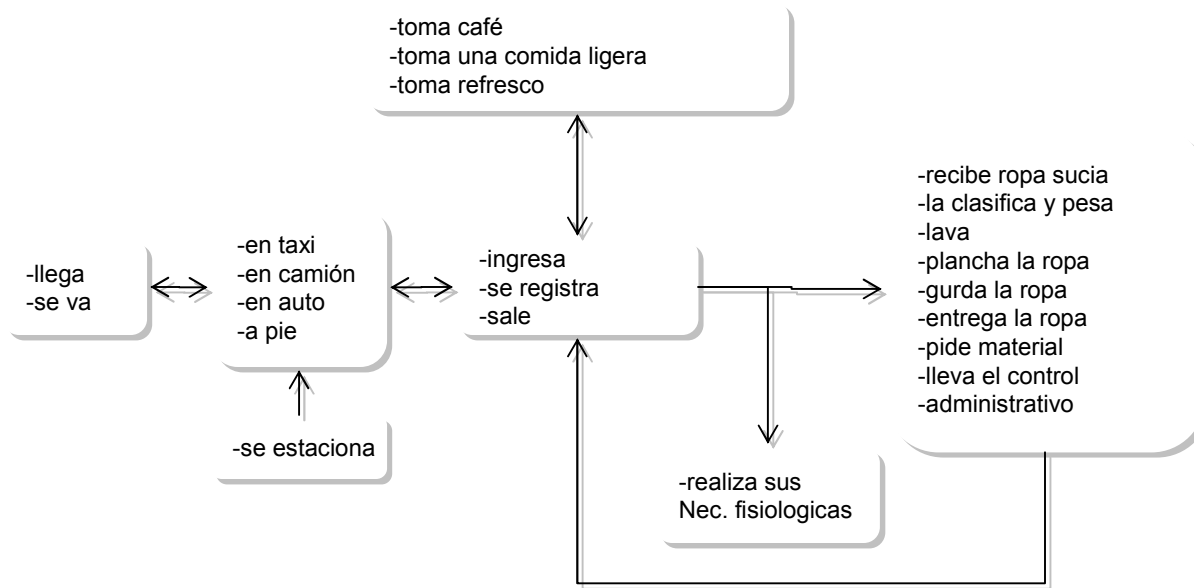 -toma café
-toma una comida ligera
-toma refresco
-llega
-se va
-en taxi
-en camión
-en auto
-a pie
-se estaciona
-ingresa
-se registra
-sale
-realiza sus
Nec. fisiologicas
-recibe ropa sucia
-la clasifica y pesa
-lava
-plancha la ropa
-gurda la ropa
-entrega la ropa
-pide material
-lleva el control
-administrativo